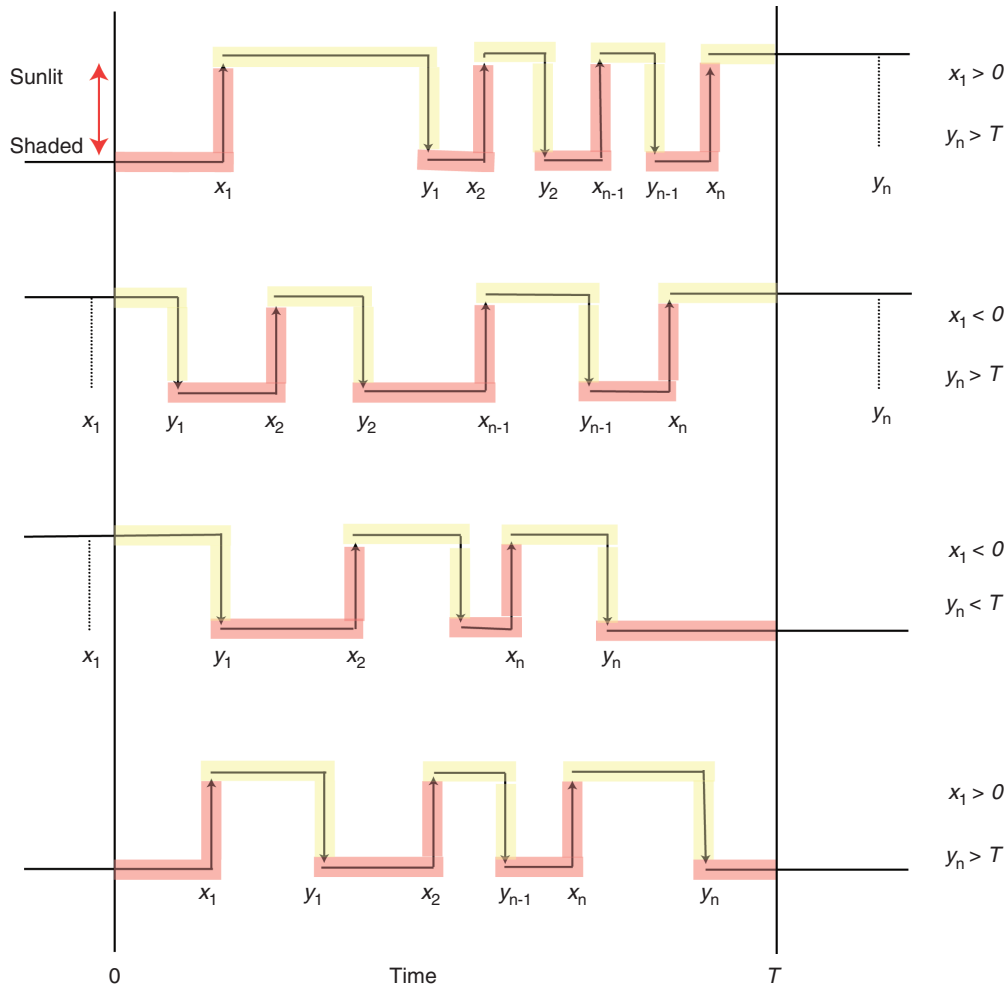 Sunlit
x₁ > 0
Shaded
yₙ > T
x₁ y₁ x₂ y₂ xₙ₋₁ yₙ₋₁ xₙ yₙ
x₁ < 0
yₙ > T
x₁ y₁ x₂ y₂ xₙ₋₁ yₙ₋₁ xₙ yₙ
x₁ < 0
yₙ < T
x₁ y₁ x₂ xₙ yₙ
x₁ > 0
yₙ > T
x₁ y₁ x₂ yₙ₋₁ xₙ yₙ
0 Time T